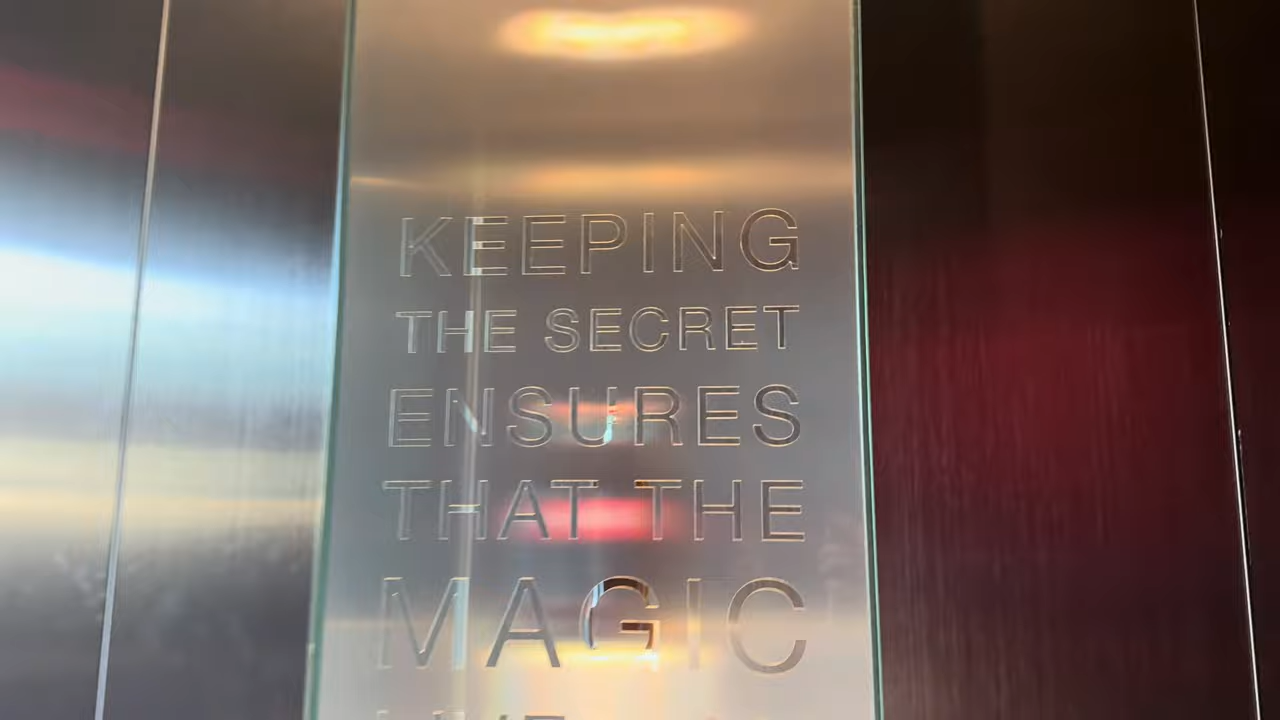 KEEPING
THE SECRET
ENSURES
THAT THE
MAGIC